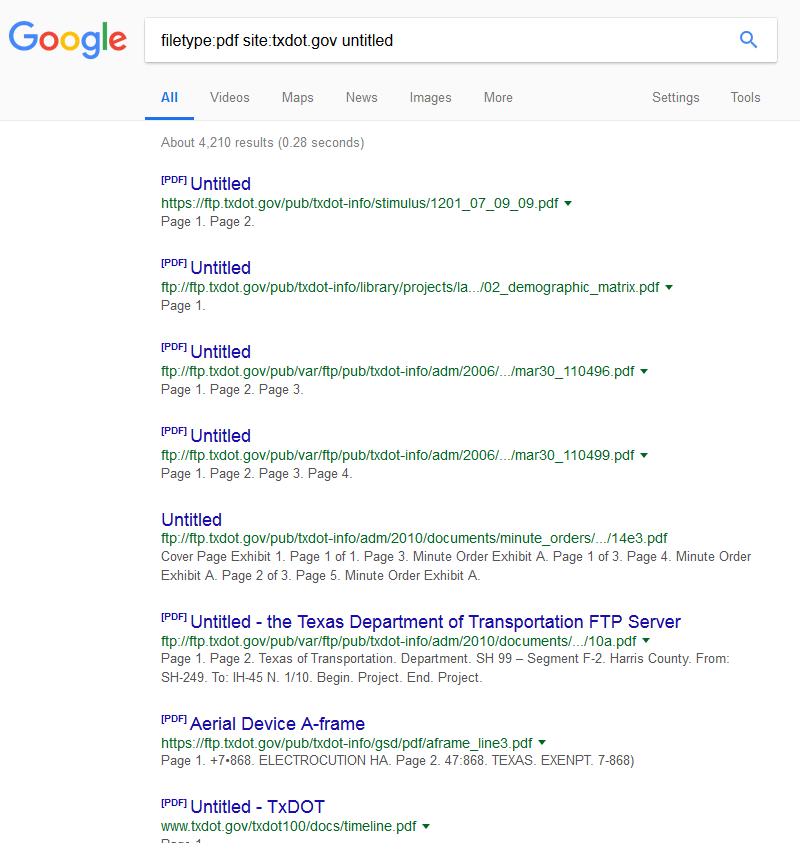 Google
filetype:pdf site:txdot.gov untitled
All Videos Maps News Images More Settings Tools
About 4,210 results (0.28 seconds)
[PDF] Untitled
https://ftp.txdot.gov/pub/txdot-info/stimulus/1201_07_09_09.pdf
Page 1. Page 2.
[PDF] Untitled
ftp://ftp.txdot.gov/pub/txdot-info/library/projects/la.../02_demographic_matrix.pdf
Page 1.
[PDF] Untitled
ftp://ftp.txdot.gov/pub/var/ftp/pub/txdot-info/adm/2006/.../mar30_110496.pdf
Page 1. Page 2. Page 3.
[PDF] Untitled
ftp://ftp.txdot.gov/pub/var/ftp/pub/txdot-info/adm/2006/.../mar30_110499.pdf
Page 1. Page 2. Page 3. Page 4.
Untitled
ftp://ftp.txdot.gov/pub/txdot-info/adm/2010/documents/minute_orders/.../14e3.pdf
Cover Page Exhibit 1. Page 1 of 1. Page 3. Minute Order Exhibit A. Page 1 of 3. Page 4. Minute Order
Exhibit A. Page 2 of 3. Page 5. Minute Order Exhibit A.
[PDF] Untitled - the Texas Department of Transportation FTP Server
ftp://ftp.txdot.gov/pub/var/ftp/pub/txdot-info/adm/2010/documents/.../10a.pdf
Page 1. Page 2. Texas of Transportation. Department. SH 99 – Segment F-2. Harris County. From:
SH-249. To: IH-45 N. 1/10. Begin. Project. End. Project.
[PDF] Aerial Device A-frame
https://ftp.txdot.gov/pub/txdot-info/gsd/pdf/aframe_line3.pdf
Page 1. +7•868. ELECTROCUTION HA. Page 2. 47:868. TEXAS. EXENPT. 7-868)
[PDF] Untitled - TxDOT
www.txdot.gov/txdot100/docs/timeline.pdf
Page 1